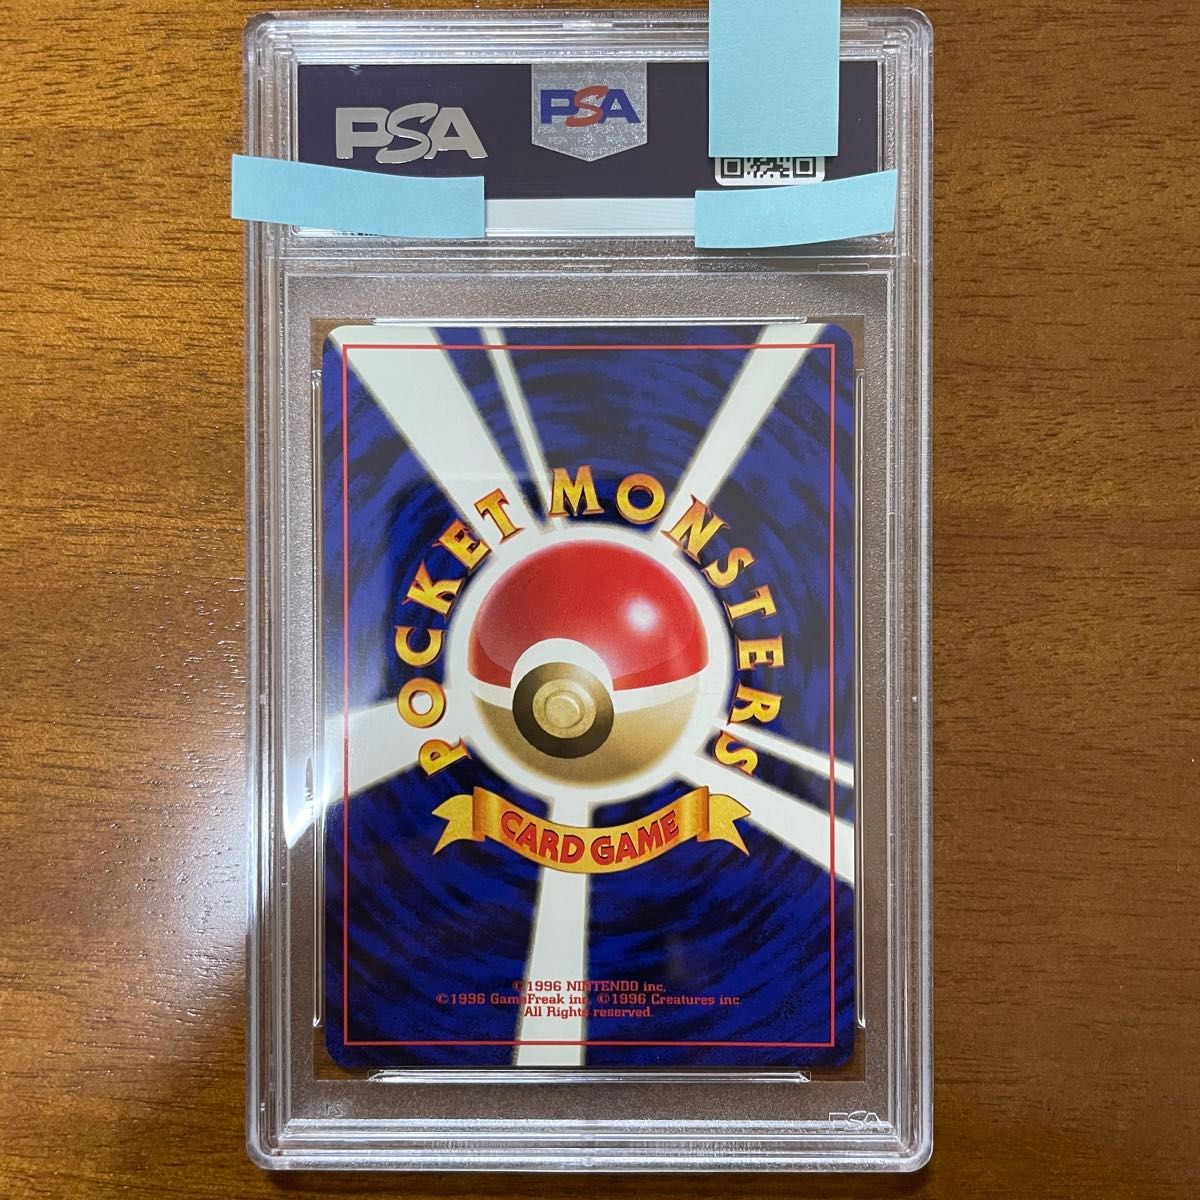 PSA
PSA
POCKET MONSTERS
CARD GAME
©1996 NINTENDO inc.
©1996 GameFreak inc. ©1996 Creatures inc.
All Rights reserved.
PSA